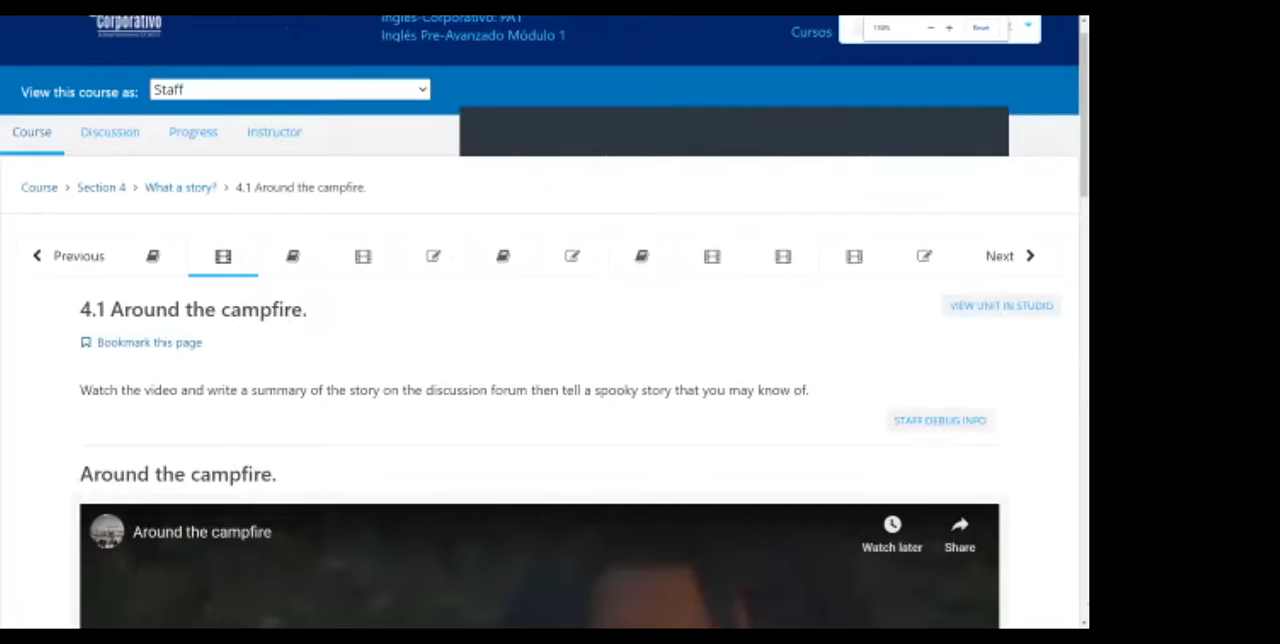 corporativo
Inglés-Corporativo: PAT
Inglés Pre-Avanzado Módulo 1
Cursos
110%
Reset
View this course as:
Staff
Course
Discussion
Progress
Instructor
Course > Section 4 > What a story? > 4.1 Around the campfire.
Previous
Next
4.1 Around the campfire.
VIEW UNIT IN STUDIO
Bookmark this page
Watch the video and write a summary of the story on the discussion forum then tell a spooky story that you may know of.
STAFF DEBUG INFO
Around the campfire.
Around the campfire
Watch later
Share